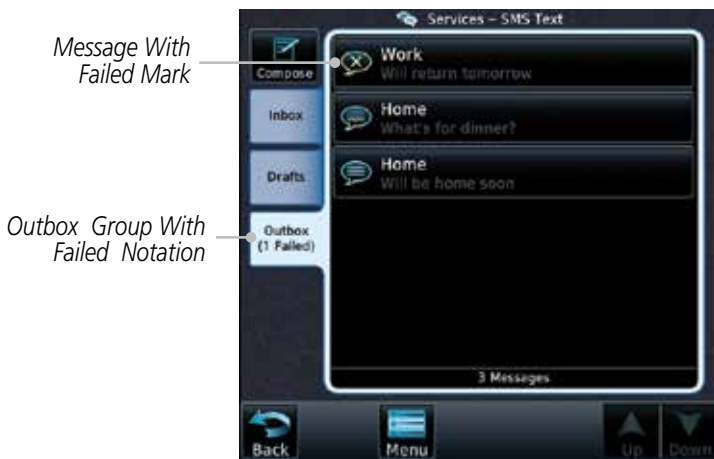 Services – SMS Text
Message With
Failed Mark
Compose
Work
Will return tomorrow
Inbox
Home
What's for dinner?
Drafts
Home
Will be home soon
Outbox Group With
Failed Notation
Outbox
(1 Failed)
3 Messages
Back
Menu
Up
Down